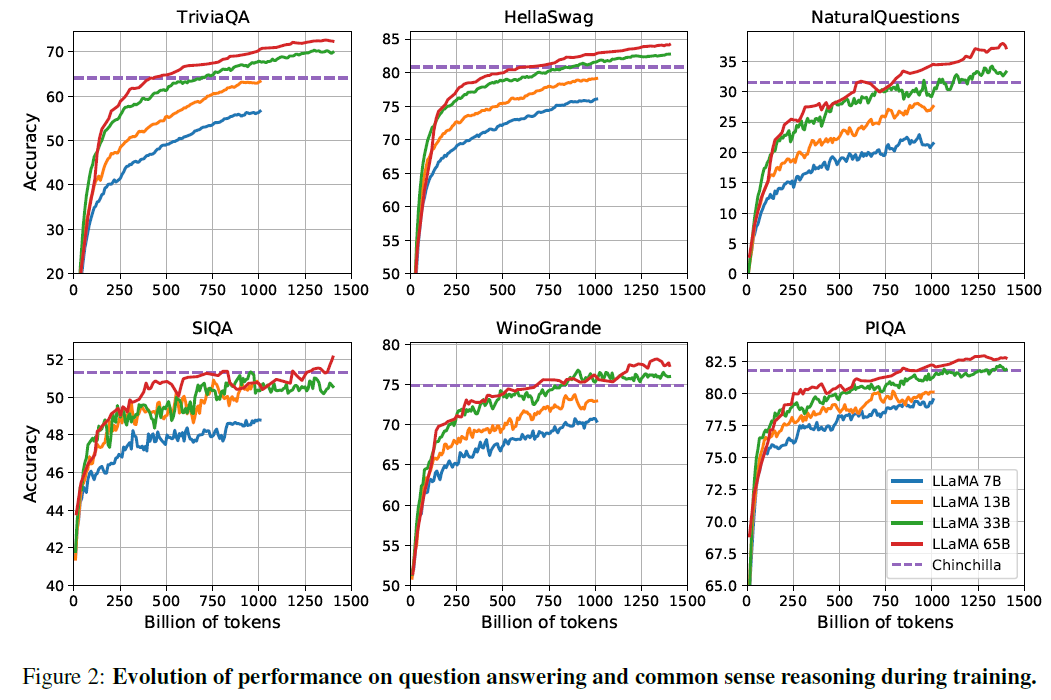 TriviaQA
HellaSwag
NaturalQuestions
Accuracy
70
60
50
40
30
20
0 250 500 750 1000 1250 1500
85
80
75
70
65
60
55
50
0 250 500 750 1000 1250 1500
35
30
25
20
15
10
5
0
0 250 500 750 1000 1250 1500
SIQA
WinoGrande
PIQA
Accuracy
52
50
48
46
44
42
40
0 250 500 750 1000 1250 1500
Billion of tokens
80
75
70
65
60
55
50
0 250 500 750 1000 1250 1500
Billion of tokens
82.5
80.0
77.5
75.0
72.5
70.0
67.5
65.0
LLaMA 7B
LLaMA 13B
LLaMA 33B
LLaMA 65B
Chinchilla
0 250 500 750 1000 1250 1500
Billion of tokens
Figure 2: Evolution of performance on question answering and common sense reasoning during training.